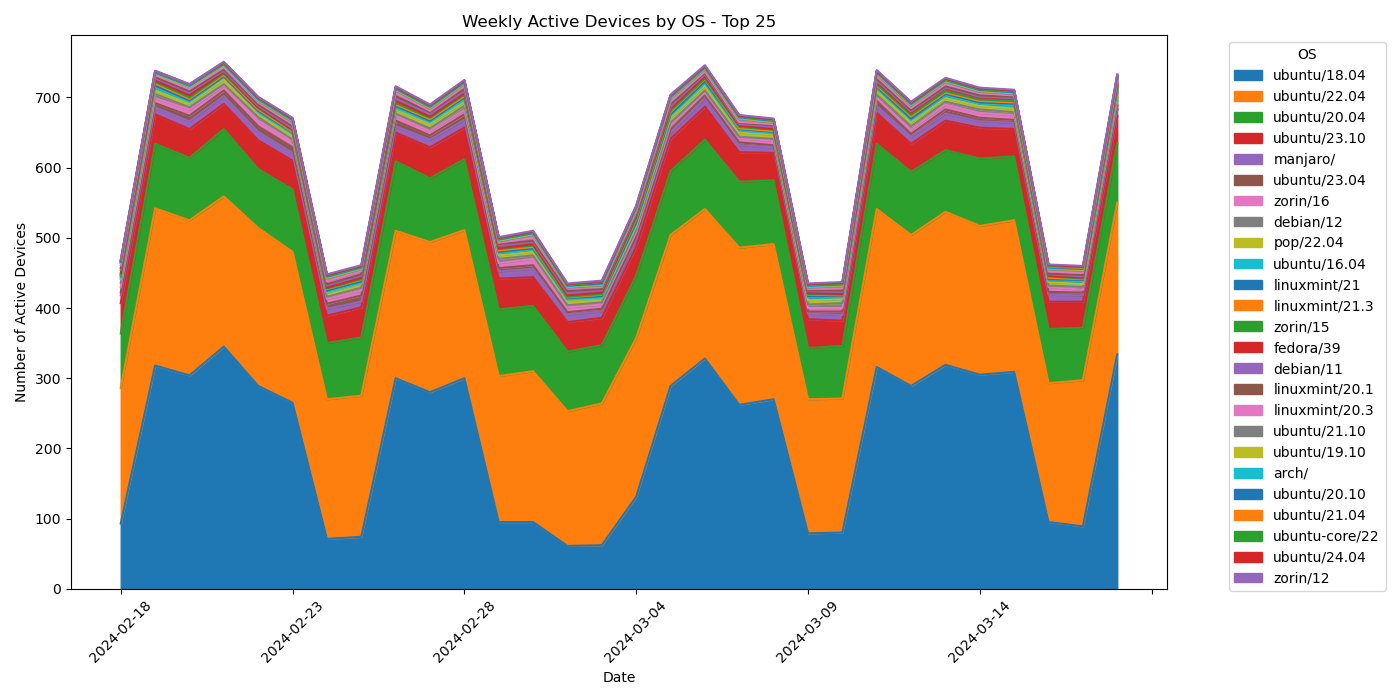 Weekly Active Devices by OS - Top 25
Number of Active Devices
700
600
500
400
300
200
100
0
2024-02-18
2024-02-23
2024-02-28
2024-03-04
2024-03-09
2024-03-14
Date
OS
ubuntu/18.04
ubuntu/22.04
ubuntu/20.04
ubuntu/23.10
manjaro/
ubuntu/23.04
zorin/16
debian/12
pop/22.04
ubuntu/16.04
linuxmint/21
linuxmint/21.3
zorin/15
fedora/39
debian/11
linuxmint/20.1
linuxmint/20.3
ubuntu/21.10
ubuntu/19.10
arch/
ubuntu/20.10
ubuntu/21.04
ubuntu-core/22
ubuntu/24.04
zorin/12